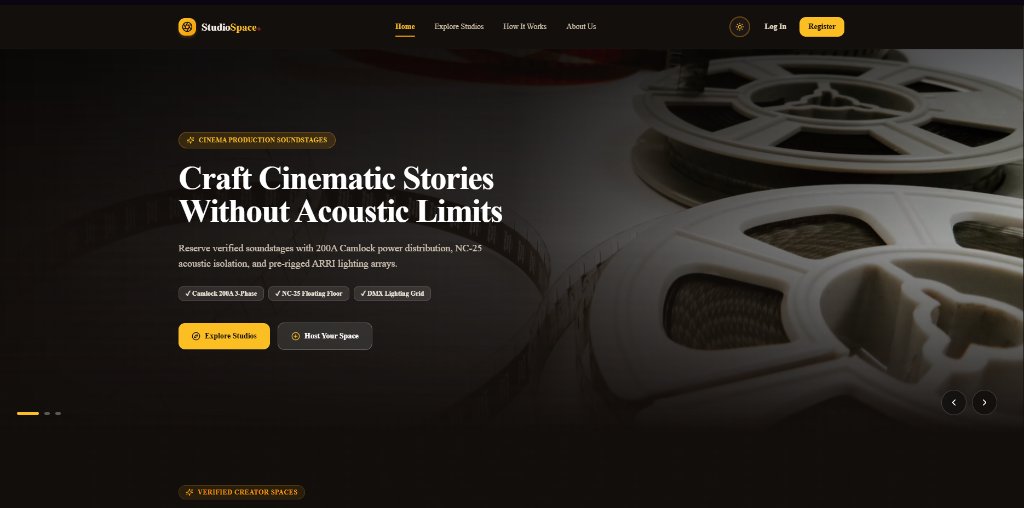 StudioSpace.
Home
Explore Studios
How It Works
About Us
Log In
Register
CINEMA PRODUCTION SOUNDSTAGES
Craft Cinematic Stories
Without Acoustic Limits
Reserve verified soundstages with 200A Camlock power distribution, NC-25
acoustic isolation, and pre-rigged ARRI lighting arrays.
✓ Camlock 200A 3-Phase
✓ NC-25 Floating Floor
✓ DMX Lighting Grid
Explore Studios
Host Your Space
VERIFIED CREATOR SPACES